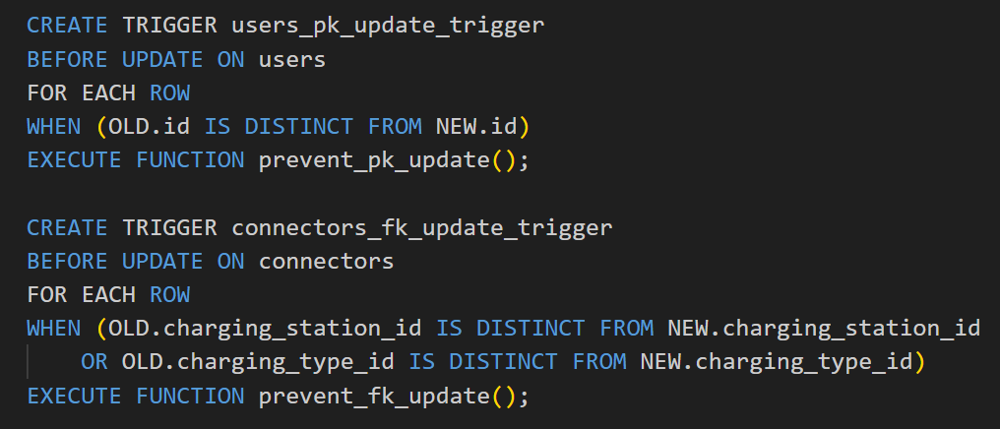 CREATE TRIGGER users_pk_update_trigger
BEFORE UPDATE ON users
FOR EACH ROW
WHEN (OLD.id IS DISTINCT FROM NEW.id)
EXECUTE FUNCTION prevent_pk_update();

CREATE TRIGGER connectors_fk_update_trigger
BEFORE UPDATE ON connectors
FOR EACH ROW
WHEN (OLD.charging_station_id IS DISTINCT FROM NEW.charging_station_id
    OR OLD.charging_type_id IS DISTINCT FROM NEW.charging_type_id)
EXECUTE FUNCTION prevent_fk_update();